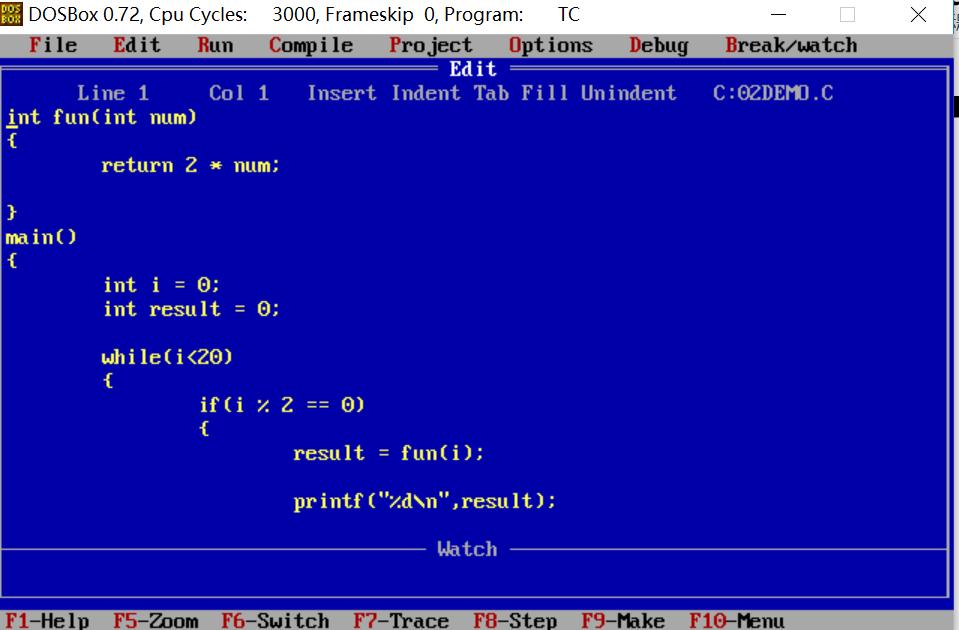 DOS BOX DOSBox 0.72, Cpu Cycles: 3000, Frameskip 0, Program: TC
File Edit Run Compile Project Options Debug Break/watch
Edit
Line 1 Col 1 Insert Indent Tab Fill Unindent C:02DEMO.C
int fun(int num)
{
return 2 * num;
}
main()
{
int i = 0;
int result = 0;
while(i<20)
{
if(i % 2 == 0)
{
result = fun(i);
printf("%d\n",result);
Watch
F1-Help F5-Zoom F6-Switch F7-Trace F8-Step F9-Make F10-Menu